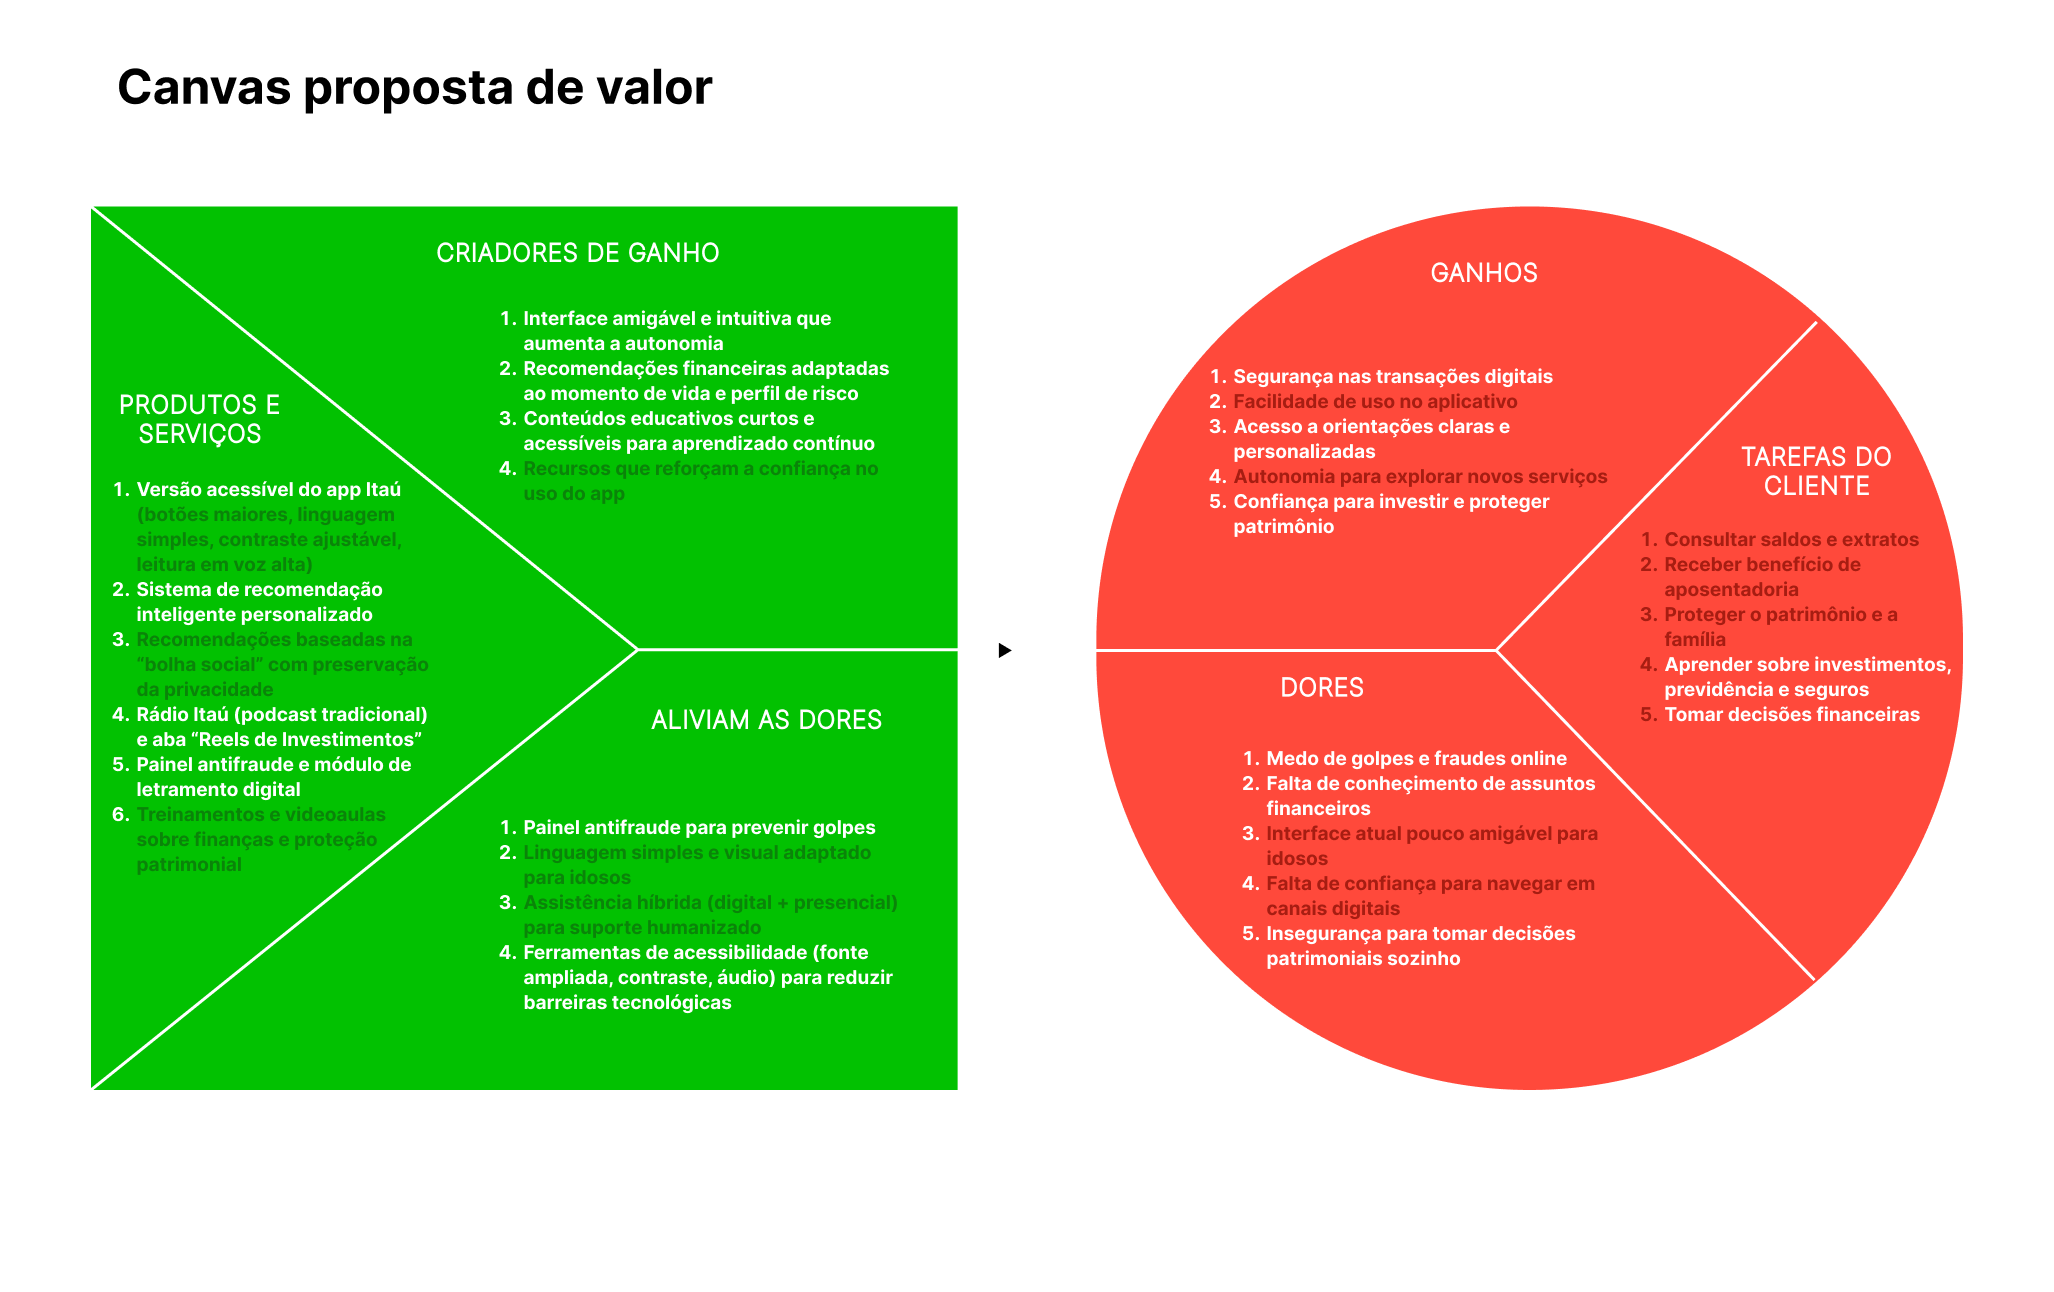 Canvas proposta de valor
CRIADORES DE GANHO
1. Interface amigável e intuitiva que
aumenta a autonomia
2. Recomendações financeiras adaptadas
ao momento de vida e perfil de risco
3. Conteúdos educativos curtos e
acessíveis para aprendizado contínuo
4. Recursos que reforçam a confiança no
uso do app
PRODUTOS E
SERVIÇOS
1. Versão acessível do app Itaú
(botões maiores, linguagem
simples, contraste ajustável,
leitura em voz alta)
2. Sistema de recomendação
inteligente personalizado
3. Recomendações baseadas na
“bolha social” com preservação
da privacidade
4. Rádio Itaú (podcast tradicional)
e aba “Reels de Investimentos”
5. Painel antifraude e módulo de
letramento digital
6. Treinamentos e videoaulas
sobre finanças e proteção
patrimonial
ALIVIAM AS DORES
1. Painel antifraude para prevenir golpes
2. Linguagem simples e visual adaptado
para idosos
3. Assistência híbrida (digital + presencial)
para suporte humanizado
4. Ferramentas de acessibilidade (fonte
ampliada, contraste, áudio) para reduzir
barreiras tecnológicas
GANHOS
1. Segurança nas transações digitais
2. Facilidade de uso no aplicativo
3. Acesso a orientações claras e
personalizadas
4. Autonomia para explorar novos serviços
5. Confiança para investir e proteger
patrimônio
TAREFAS DO
CLIENTE
1. Consultar saldos e extratos
2. Receber benefício de
aposentadoria
3. Proteger o patrimônio e a
família
4. Aprender sobre investimentos,
previdência e seguros
5. Tomar decisões financeiras
DORES
1. Medo de golpes e fraudes online
2. Falta de conheçimento de assuntos
financeiros
3. Interface atual pouco amigável para
idosos
4. Falta de confiança para navegar em
canais digitais
5. Insegurança para tomar decisões
patrimoniais sozinho